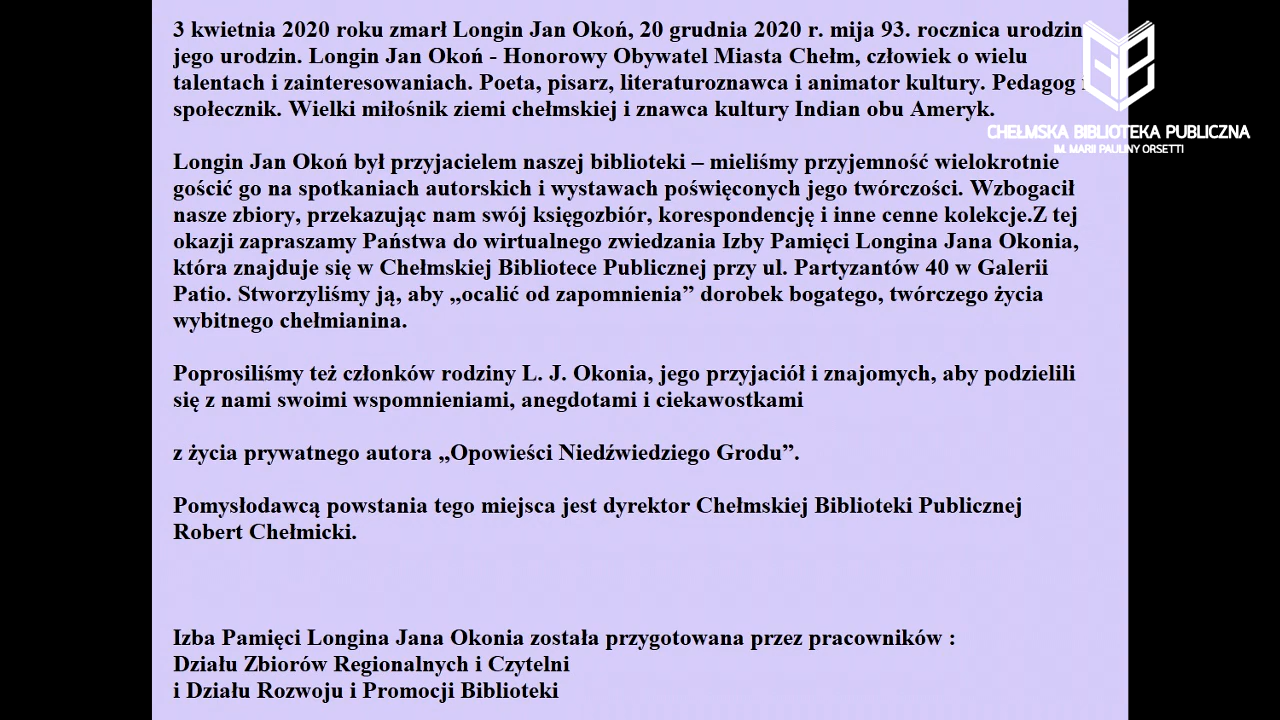 3 kwietnia 2020 roku zmarł Longin Jan Okoń, 20 grudnia 2020 r. mija 93. rocznica urodzin
jego urodzin. Longin Jan Okoń - Honorowy Obywatel Miasta Chełm, człowiek o wielu
talentach i zainteresowaniach. Poeta, pisarz, literaturoznawca i animator kultury. Pedagog i
społecznik. Wielki miłośnik ziemi chełmskiej i znawca kultury Indian obu Ameryk.
CHEŁMSKA BIBLIOTEKA PUBLICZNA
IM. MARII PAULINY ORSETTI
Longin Jan Okoń był przyjacielem naszej biblioteki – mieliśmy przyjemność wielokrotnie
gościć go na spotkaniach autorskich i wystawach poświęconych jego twórczości. Wzbogacił
nasze zbiory, przekazując nam swój księgozbiór, korespondencję i inne cenne kolekcje.Z tej
okazji zapraszamy Państwa do wirtualnego zwiedzania Izby Pamięci Longina Jana Okonia,
która znajduje się w Chełmskiej Bibliotece Publicznej przy ul. Partyzantów 40 w Galerii
Patio. Stworzyliśmy ją, aby „ocalić od zapomnienia” dorobek bogatego, twórczego życia
wybitnego chełmianina.
Poprosiliśmy też członków rodziny L. J. Okonia, jego przyjaciół i znajomych, aby podzielili
się z nami swoimi wspomnieniami, anegdotami i ciekawostkami
z życia prywatnego autora „Opowieści Niedźwiedziego Grodu”.
Pomysłodawcą powstania tego miejsca jest dyrektor Chełmskiej Biblioteki Publicznej
Robert Chełmicki.
Izba Pamięci Longina Jana Okonia została przygotowana przez pracowników :
Działu Zbiorów Regionalnych i Czytelni
i Działu Rozwoju i Promocji Biblioteki